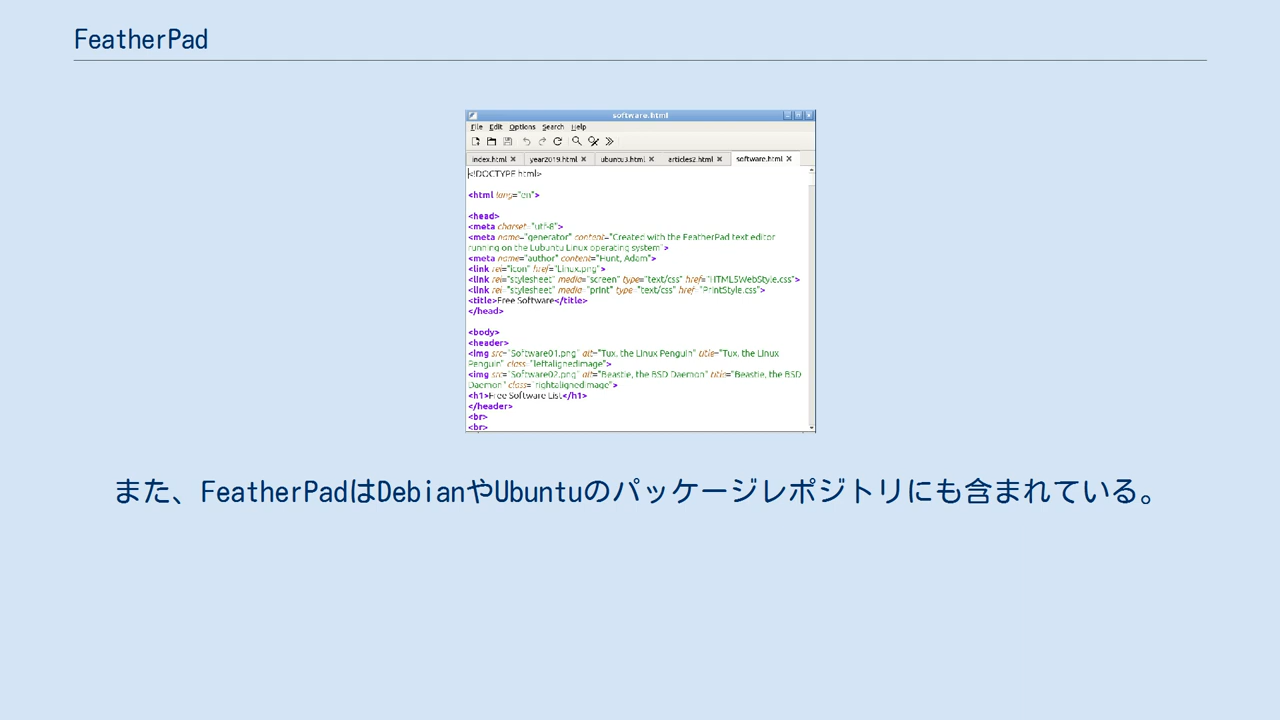 FeatherPad
software.html
File Edit Options Search Help
index.html year2019.html ubuntu3.html articles2.html software.html
<!DOCTYPE html>
<html lang="en">
<head>
<meta charset="utf-8">
<meta name="generator" content="Created with the FeatherPad text editor
running on the Lubuntu Linux operating system">
<meta name="author" content="Hunt, Adam">
<link rel="icon" href="Linux.png">
<link rel="stylesheet" media="screen" type="text/css" href="HTML5WebStyle.css">
<link rel="stylesheet" media="print" type="text/css" href="PrintStyle.css">
<title>Free Software</title>
</head>
<body>
<header>
<img src="Software01.png" alt="Tux, the Linux Penguin" title="Tux, the Linux
Penguin" class="leftalignedimage">
<img src="Software02.png" alt="Beastie, the BSD Daemon" title="Beastie, the BSD
Daemon" class="rightalignedimage">
<h1>Free Software List</h1>
</header>
<br>
<br>
また、FeatherPadはDebianやUbuntuのパッケージレポジトリにも含まれている。